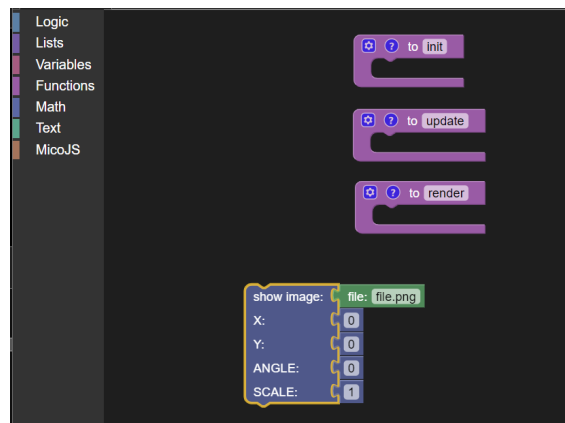 Logic
Lists
Variables
Functions
Math
Text
MicoJS
? to init
? to update
? to render
show image: file: file.png
X: 0
Y: 0
ANGLE: 0
SCALE: 1